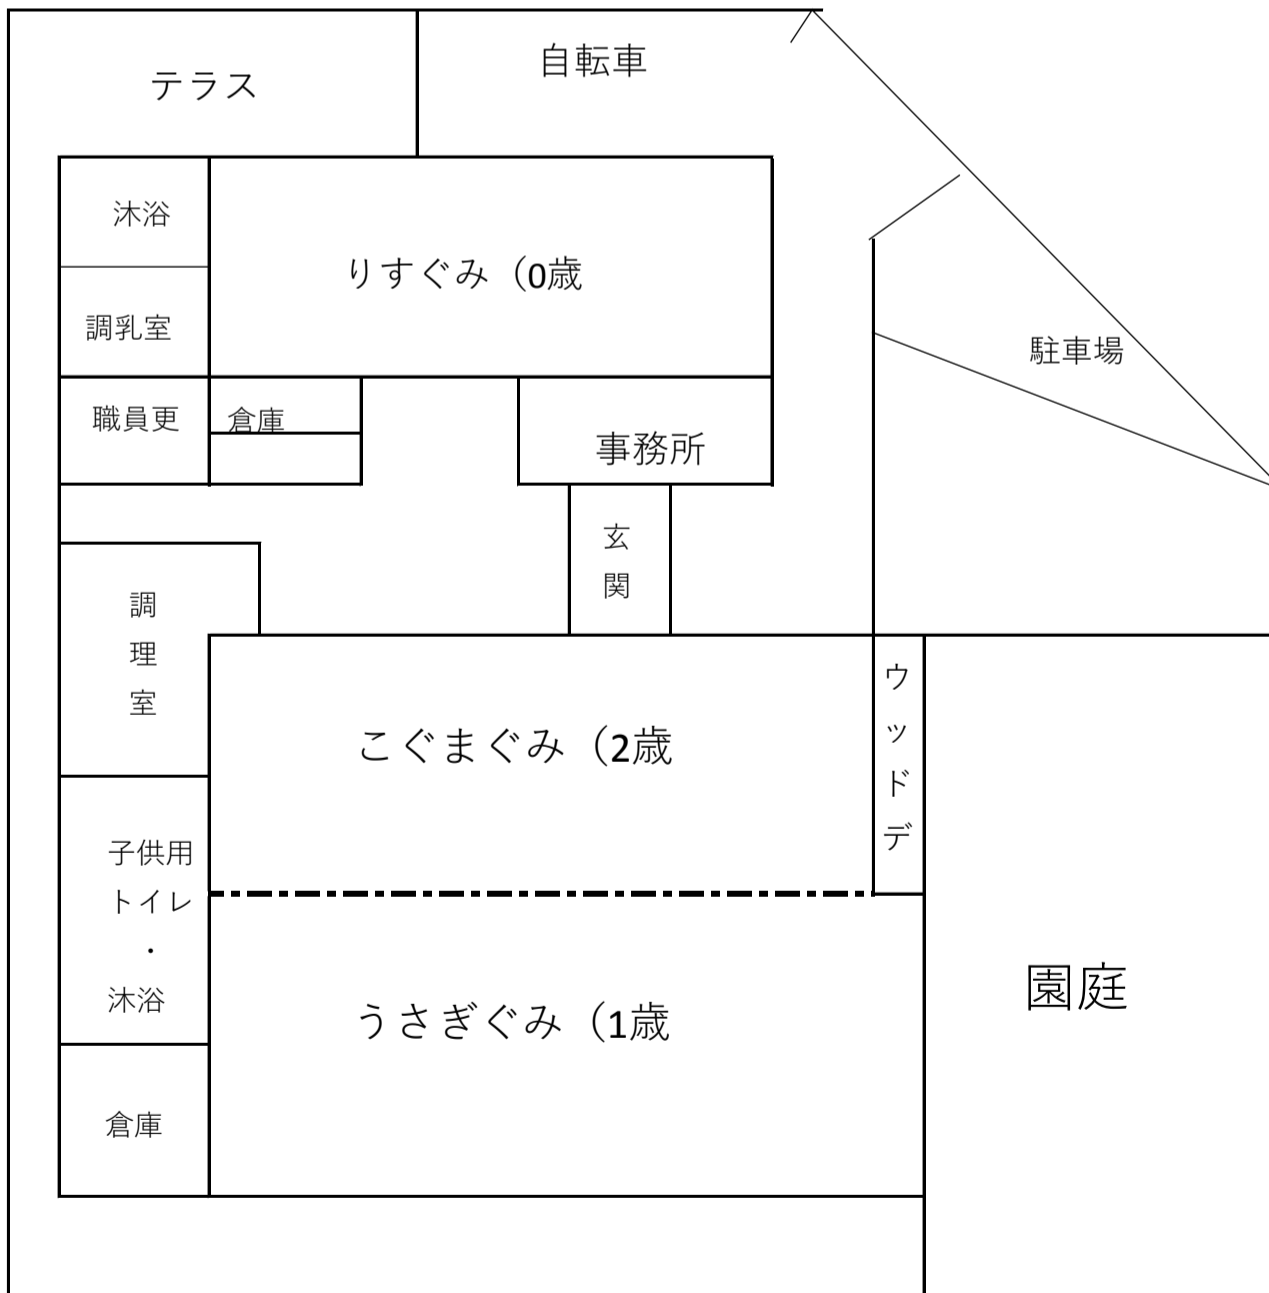 テラス
自転車
沐浴
りすぐみ（0歳
調乳室
職員更
倉庫
事務所
玄
関
駐車場
調
理
室
こぐまぐみ（2歳
ウ
ッ
ド
デ
子供用
トイレ
・
沐浴
うさぎぐみ（1歳
園庭
倉庫